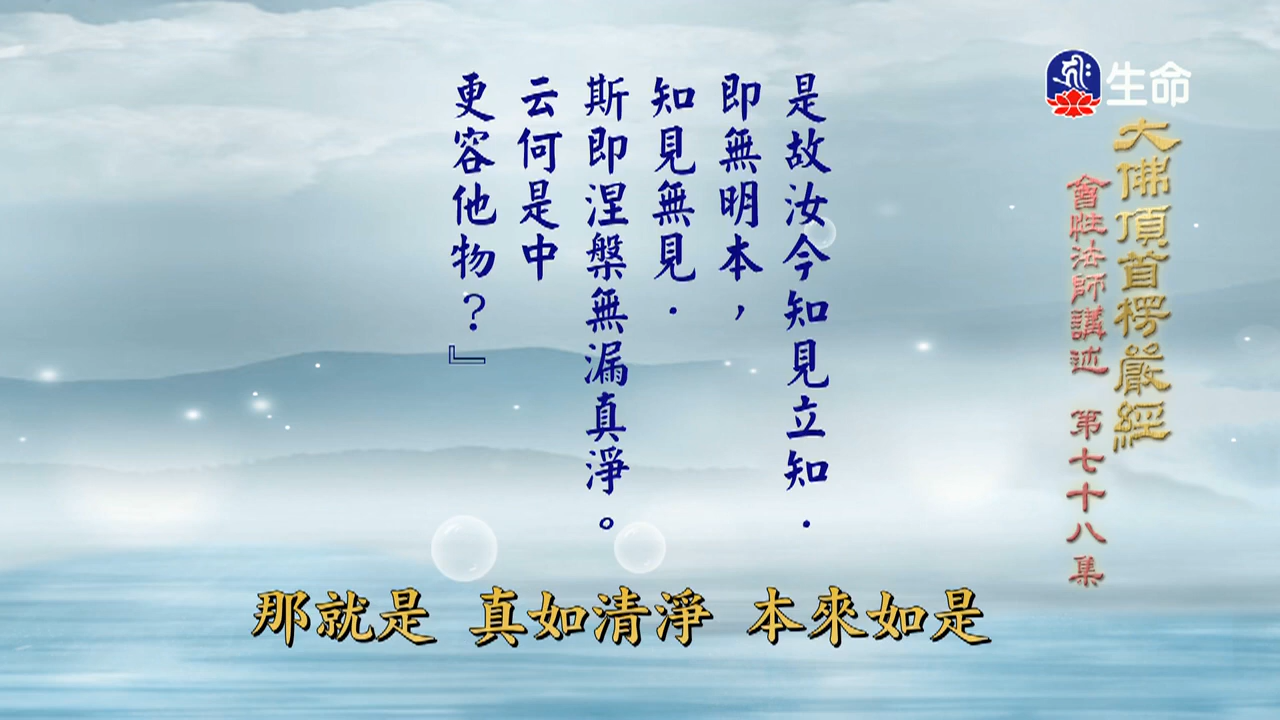 生命
大佛頂首楞嚴經
會性法師講述 第七十八集
是故汝今知見立知．
即無明本，
知見無見．
斯即涅槃無漏真淨。
云何是中
更容他物？』
那就是 真如清淨 本來如是